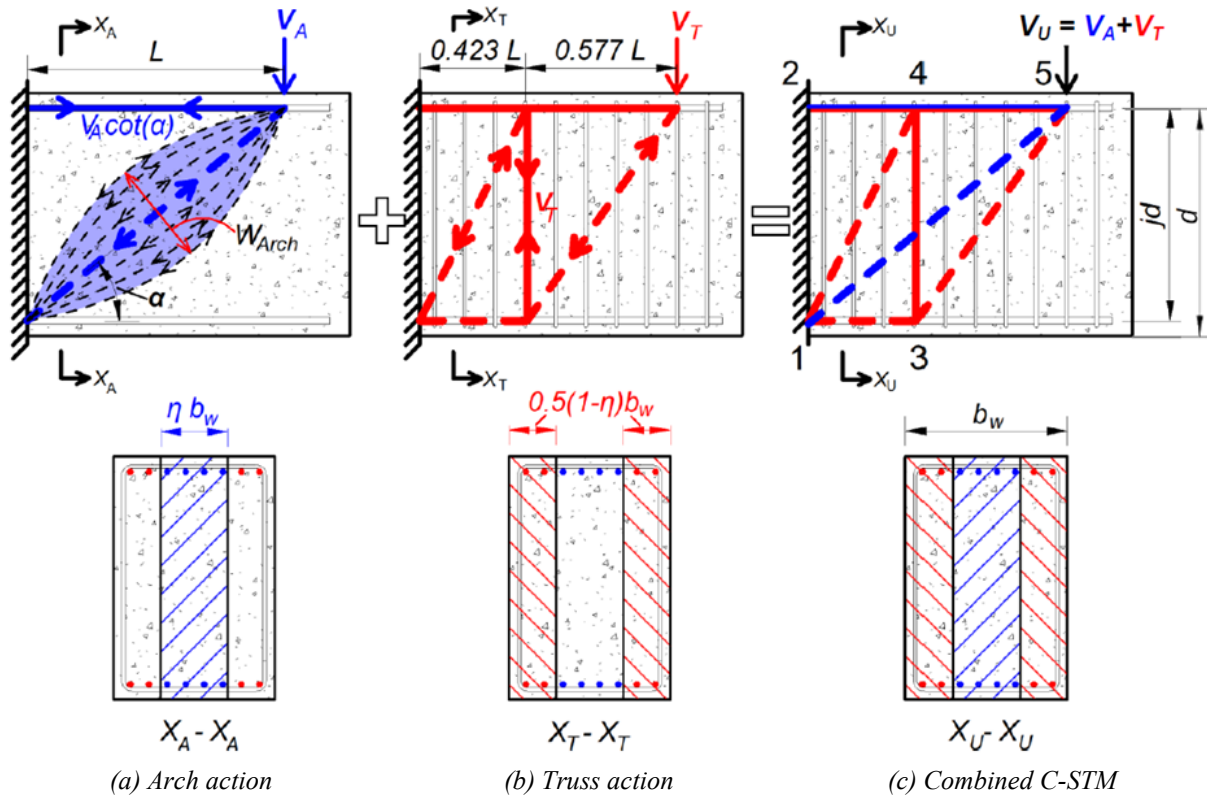 X_A
V_A
L
V_A cot(α)
W_Arch
α
X_A
X_T
V_T
0.423 L
0.577 L
V_T
X_T
X_U
V_U = V_A+V_T
2
4
5
jd
d
1
3
X_U
η b_w
0.5(1-η)b_w
b_w
X_A - X_A
X_T - X_T
X_U - X_U
(a) Arch action
(b) Truss action
(c) Combined C-STM